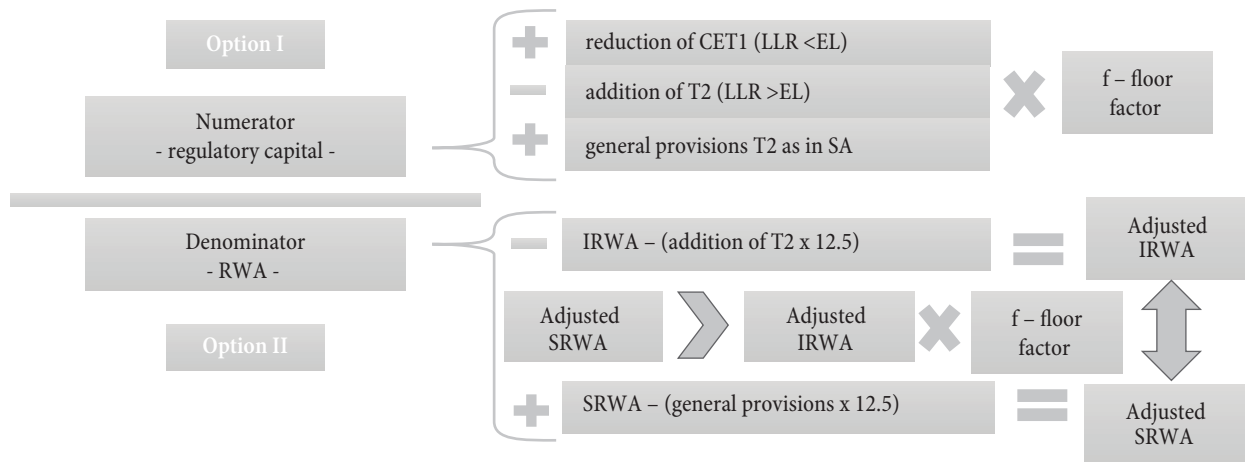 Option I
Numerator
- regulatory capital -
reduction of CET1 (LLR <EL)
addition of T2 (LLR >EL)
general provisions T2 as in SA
f – floor
factor
Denominator
- RWA -
Option II
IRWA – (addition of T2 x 12.5)
Adjusted
IRWA
Adjusted
SRWA
Adjusted
IRWA
f – floor
factor
SRWA – (general provisions x 12.5)
Adjusted
SRWA